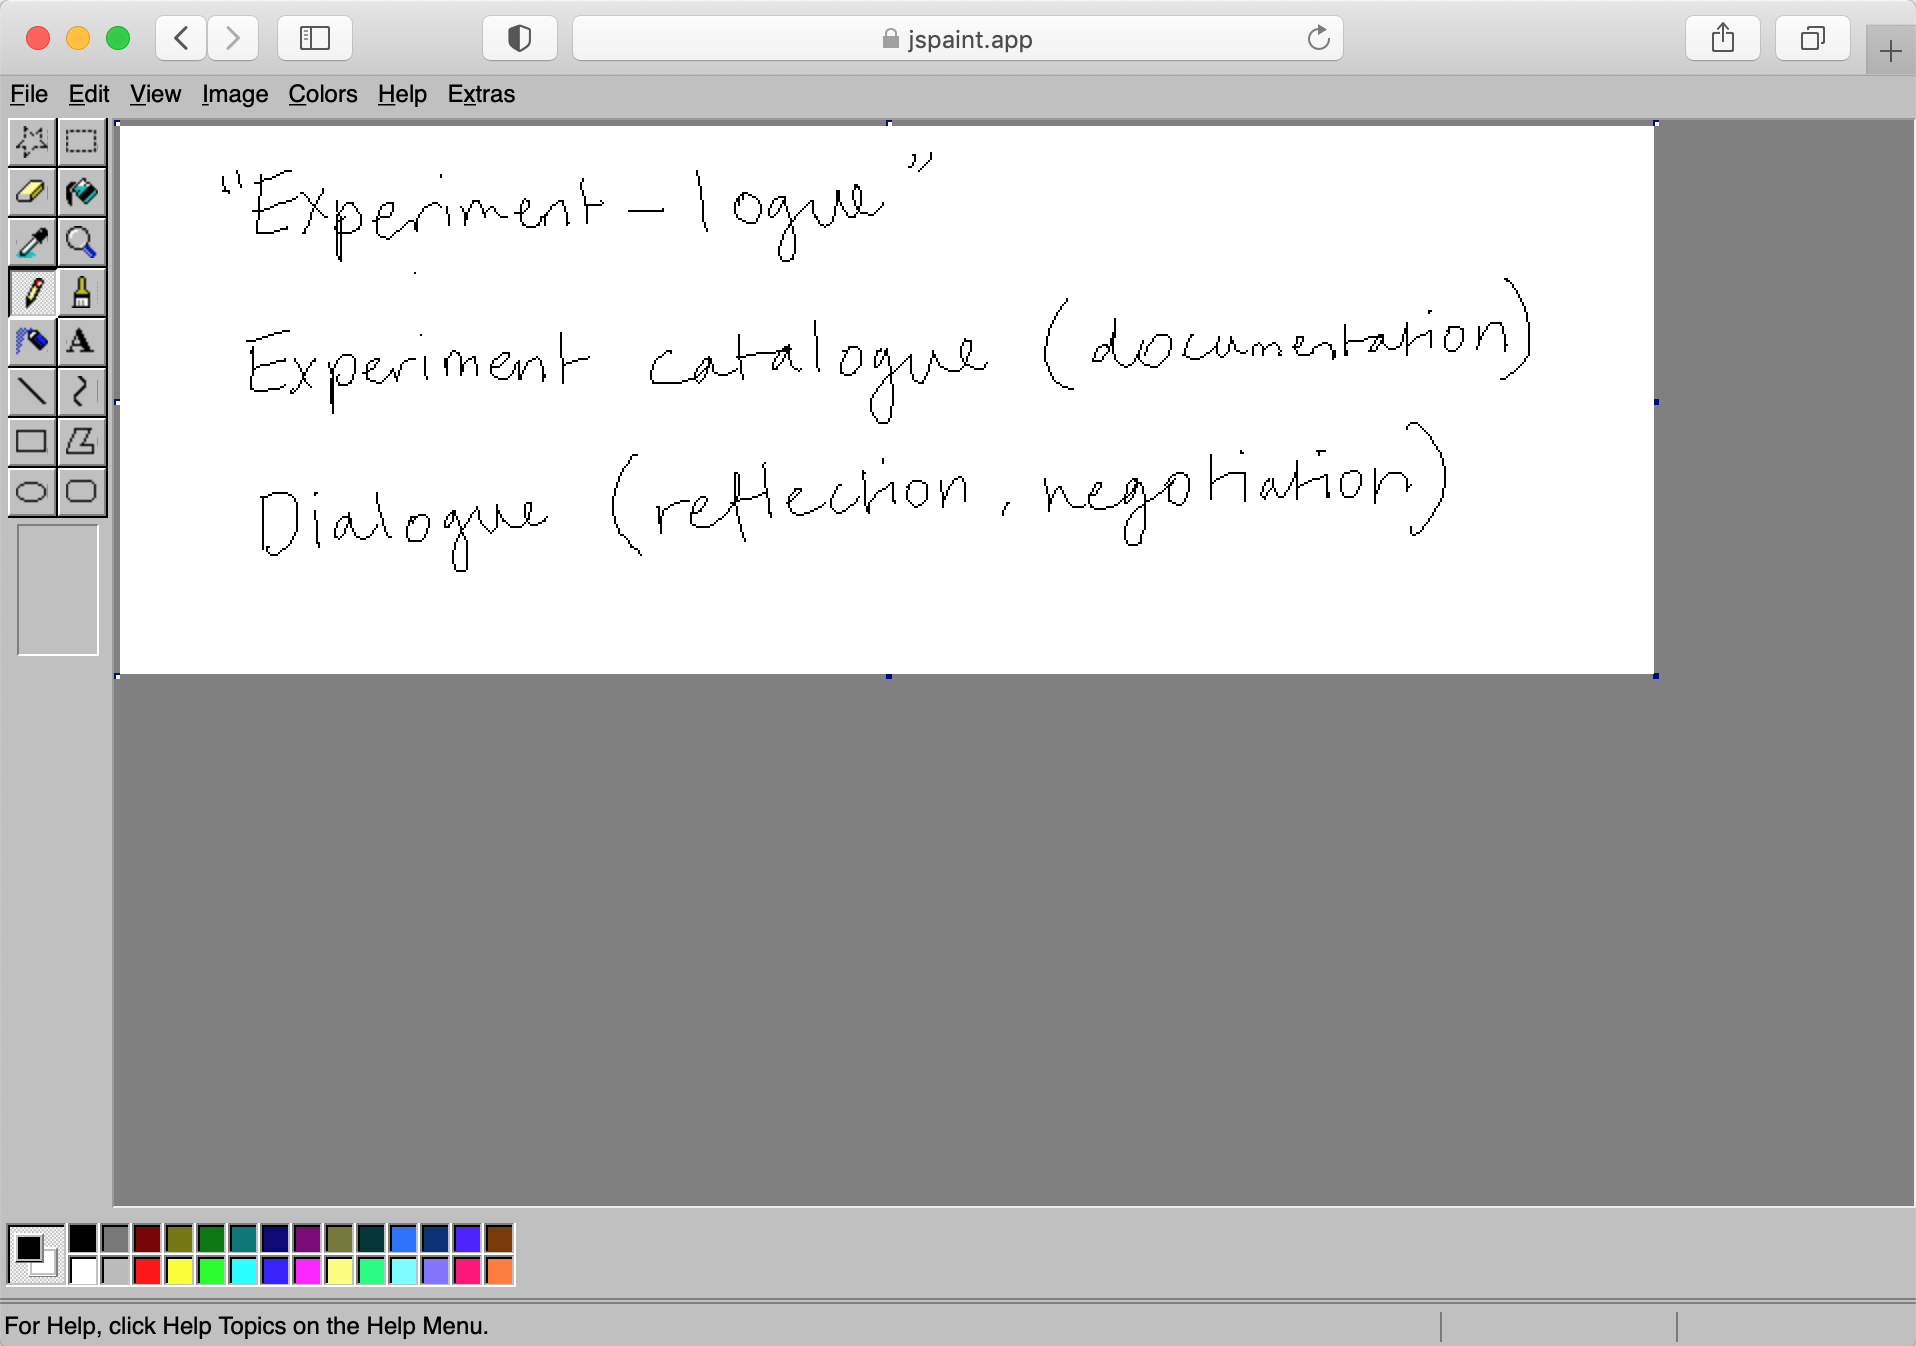 jspaint.app
File Edit View Image Colors Help Extras
A
"Experiment - logue"
Experiment catalogue (documentation)
Dialogue (reflection, negotiation)
For Help, click Help Topics on the Help Menu.